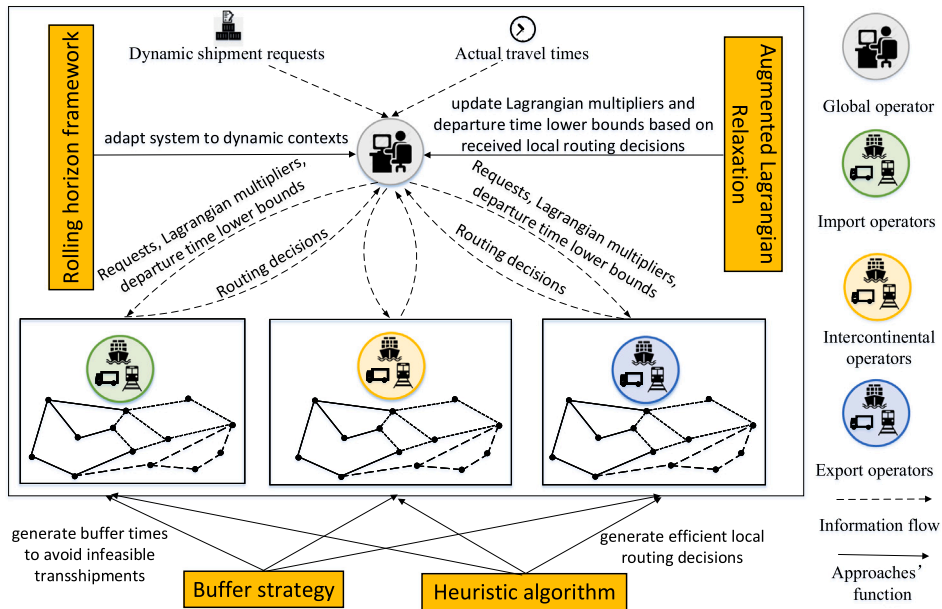 Dynamic shipment requests
Actual travel times
Rolling horizon framework
adapt system to dynamic contexts
update Lagrangian multipliers and
departure time lower bounds based on
received local routing decisions
Augmented Lagrangian
Relaxation
Requests, Lagrangian multipliers,
departure time lower bounds
Routing decisions
Routing decisions
Requests, Lagrangian multipliers,
departure time lower bounds
generate buffer times
to avoid infeasible
transshipments
Buffer strategy
Heuristic algorithm
generate efficient local
routing decisions
Global operator
Import operators
Intercontinental
operators
Export operators
Information flow
Approaches’
function